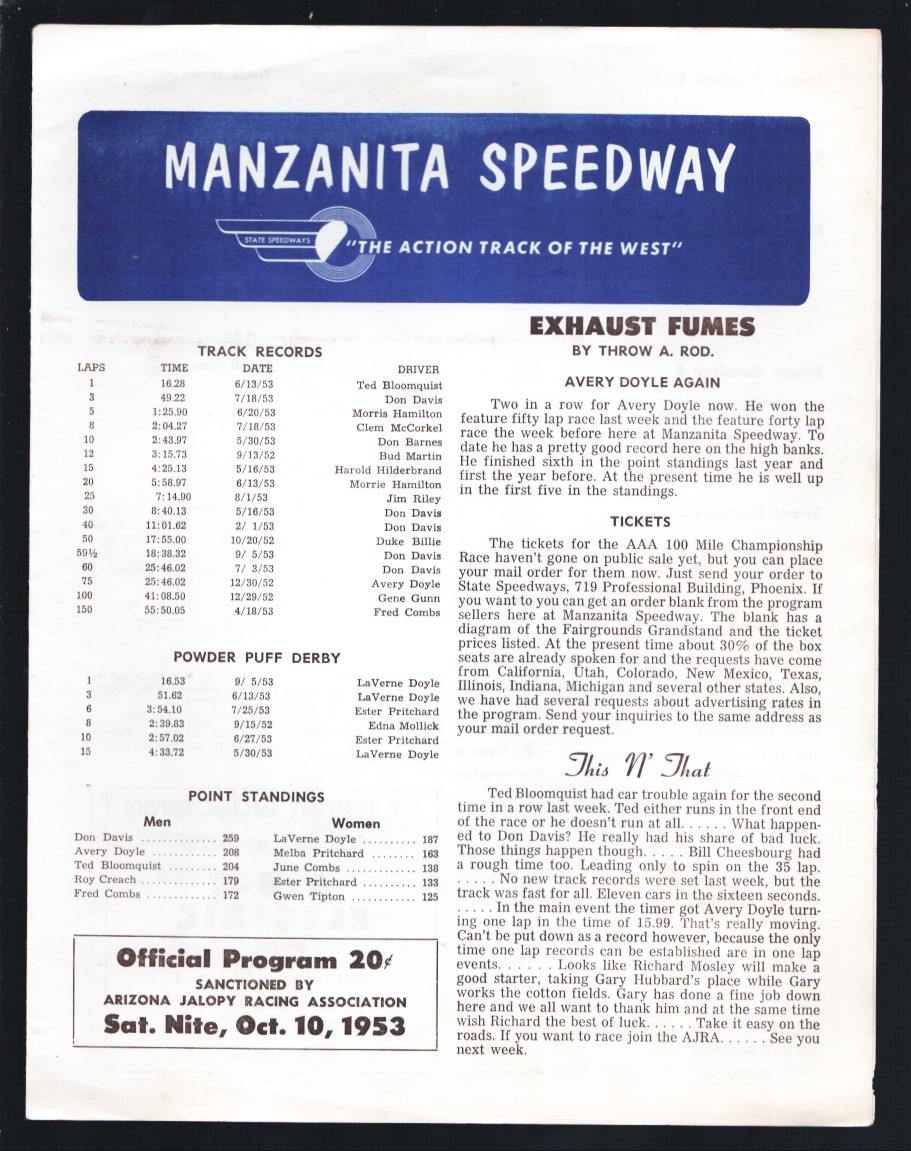 MANZANITA SPEEDWAY
STATE SPEEDWAYS
"THE ACTION TRACK OF THE WEST"
TRACK RECORDS
LAPS TIME DATE DRIVER
1 16.28 6/13/53 Ted Bloomquist
3 49.22 7/18/53 Don Davis
5 1:25.90 6/20/53 Morris Hamilton
8 2:04.27 7/18/53 Clem McCorkel
10 2:43.97 5/30/53 Don Barnes
12 3:15.73 9/13/52 Bud Martin
15 4:25.13 5/16/53 Harold Hilderbrand
20 5:58.97 6/13/53 Morrie Hamilton
25 7:14.90 8/1/53 Jim Riley
30 8:40.13 5/16/53 Don Davis
40 11:01.62 2/ 1/53 Don Davis
50 17:55.00 10/20/52 Duke Billie
59½ 18:38.32 9/ 5/53 Don Davis
60 25:46.02 7/ 3/53 Don Davis
75 25:46.02 12/30/52 Avery Doyle
100 41:08.50 12/29/52 Gene Gunn
150 55:50.05 4/18/53 Fred Combs
POWDER PUFF DERBY
1 16.53 9/ 5/53 LaVerne Doyle
3 51.62 6/13/53 LaVerne Doyle
6 3:54.10 7/25/53 Ester Pritchard
8 2:39.83 9/15/52 Edna Mollick
10 2:57.02 6/27/53 Ester Pritchard
15 4:33.72 5/30/53 LaVerne Doyle
POINT STANDINGS
Men Women
Don Davis ............ 259 LaVerne Doyle .......... 187
Avery Doyle ............ 208 Melba Pritchard ........ 163
Ted Bloomquist ............ 204 June Combs ............ 138
Roy Creach .............. 179 Ester Pritchard .......... 133
Fred Combs .............. 172 Gwen Tipton ............ 125
Official Program 20¢
SANCTIONED BY
ARIZONA JALOPY RACING ASSOCIATION
Sat. Nite, Oct. 10, 1953
EXHAUST FUMES
BY THROW A. ROD.
AVERY DOYLE AGAIN
Two in a row for Avery Doyle now. He won the
feature fifty lap race last week and the feature forty lap
race the week before here at Manzanita Speedway. To
date he has a pretty good record here on the high banks.
He finished sixth in the point standings last year and
first the year before. At the present time he is well up
in the first five in the standings.
TICKETS
The tickets for the AAA 100 Mile Championship
Race haven't gone on public sale yet, but you can place
your mail order for them now. Just send your order to
State Speedways, 719 Professional Building, Phoenix. If
you want to you can get an order blank from the program
sellers here at Manzanita Speedway. The blank has a
diagram of the Fairgrounds Grandstand and the ticket
prices listed. At the present time about 30% of the box
seats are already spoken for and the requests have come
from California, Utah, Colorado, New Mexico, Texas,
Illinois, Indiana, Michigan and several other states. Also,
we have had several requests about advertising rates in
the program. Send your inquiries to the same address as
your mail order request.
This N' That
Ted Bloomquist had car trouble again for the second
time in a row last week. Ted either runs in the front end
of the race or he doesn't run at all. . . . . . What happen-
ed to Don Davis? He really had his share of bad luck.
Those things happen though. . . . . Bill Cheesbourg had
a rough time too. Leading only to spin on the 35 lap.
. . . . . No new track records were set last week, but the
track was fast for all. Eleven cars in the sixteen seconds.
. . . . . In the main event the timer got Avery Doyle turn-
ing one lap in the time of 15.99. That's really moving.
Can't be put down as a record however, because the only
time one lap records can be established are in one lap
events. . . . . . Looks like Richard Mosley will make a
good starter, taking Gary Hubbard's place while Gary
works the cotton fields. Gary has done a fine job down
here and we all want to thank him and at the same time
wish Richard the best of luck. . . . . . Take it easy on the
roads. If you want to race join the AJRA. . . . . . See you
next week.